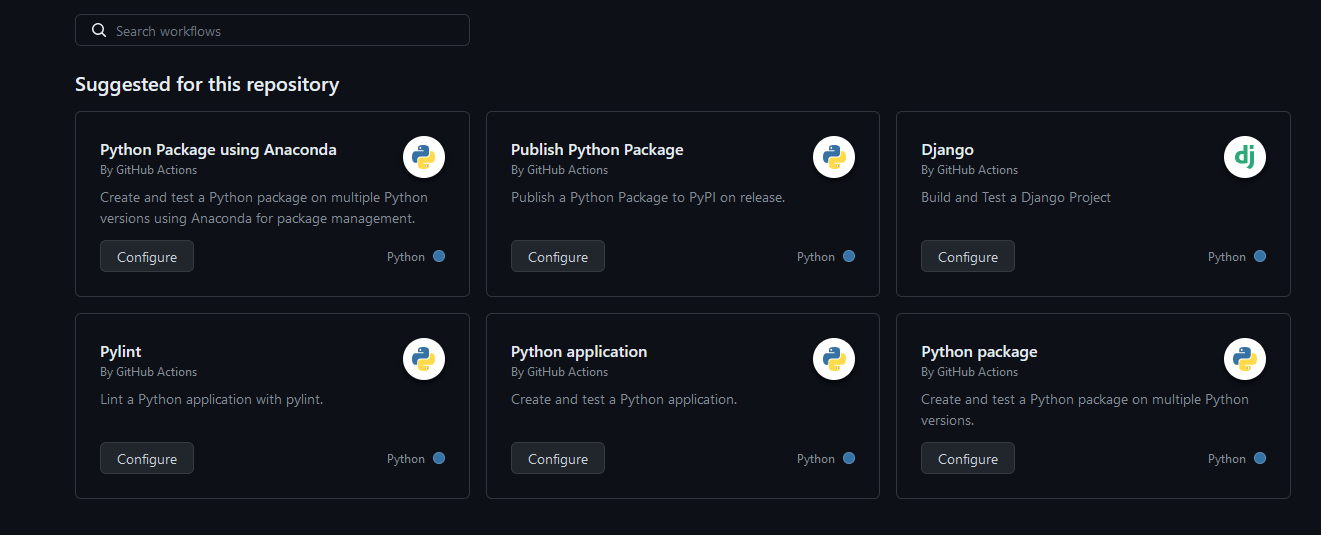 Search workflows
Suggested for this repository
Python Package using Anaconda
By GitHub Actions
Create and test a Python package on multiple Python
versions using Anaconda for package management.
Configure
Python
Publish Python Package
By GitHub Actions
Publish a Python Package to PyPI on release.
Configure
Python
Django
By GitHub Actions
Build and Test a Django Project
Configure
Python
dj
Pylint
By GitHub Actions
Lint a Python application with pylint.
Configure
Python
Python application
By GitHub Actions
Create and test a Python application.
Configure
Python
Python package
By GitHub Actions
Create and test a Python package on multiple Python
versions.
Configure
Python